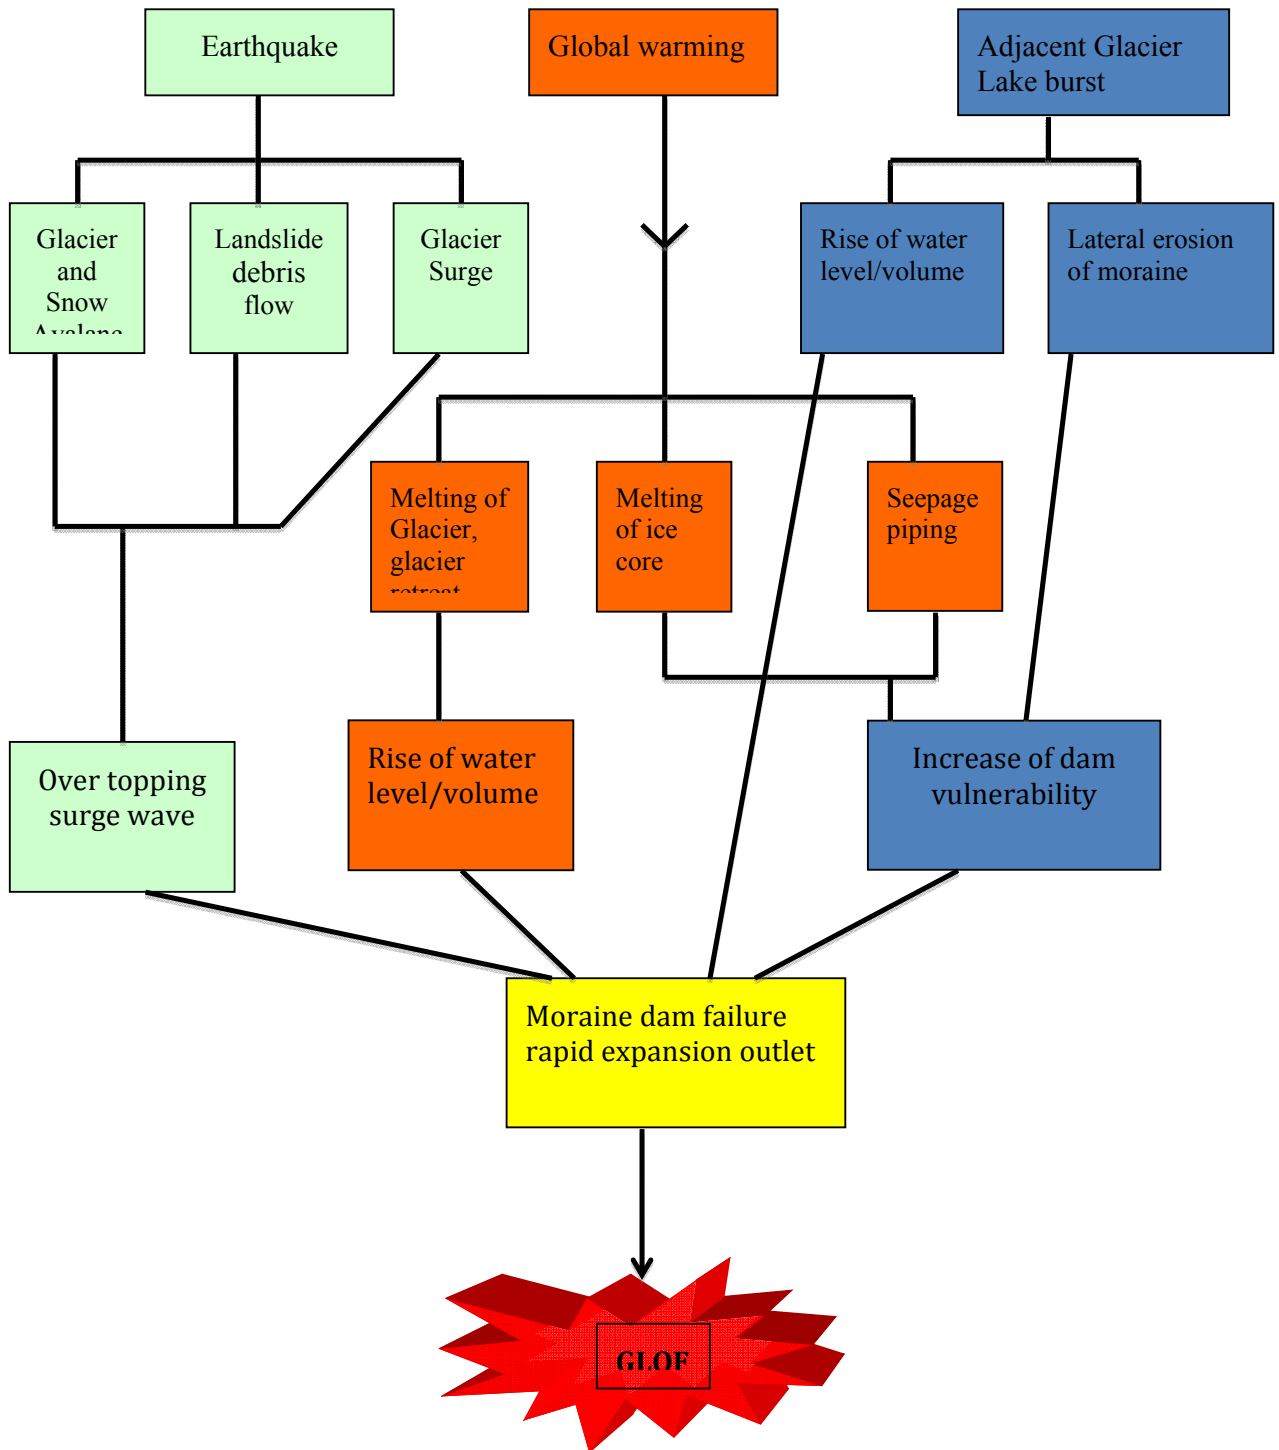 Earthquake
Global warming
Adjacent Glacier
Lake burst
Glacier
and
Snow
Avalanc
Landslide
debris
flow
Glacier
Surge
Rise of water
level/volume
Lateral erosion
of moraine
Melting of
Glacier,
glacier
retreat
Melting
of ice
core
Seepage
piping
Over topping
surge wave
Rise of water
level/volume
Increase of dam
vulnerability
Moraine dam failure
rapid expansion outlet
GLOF